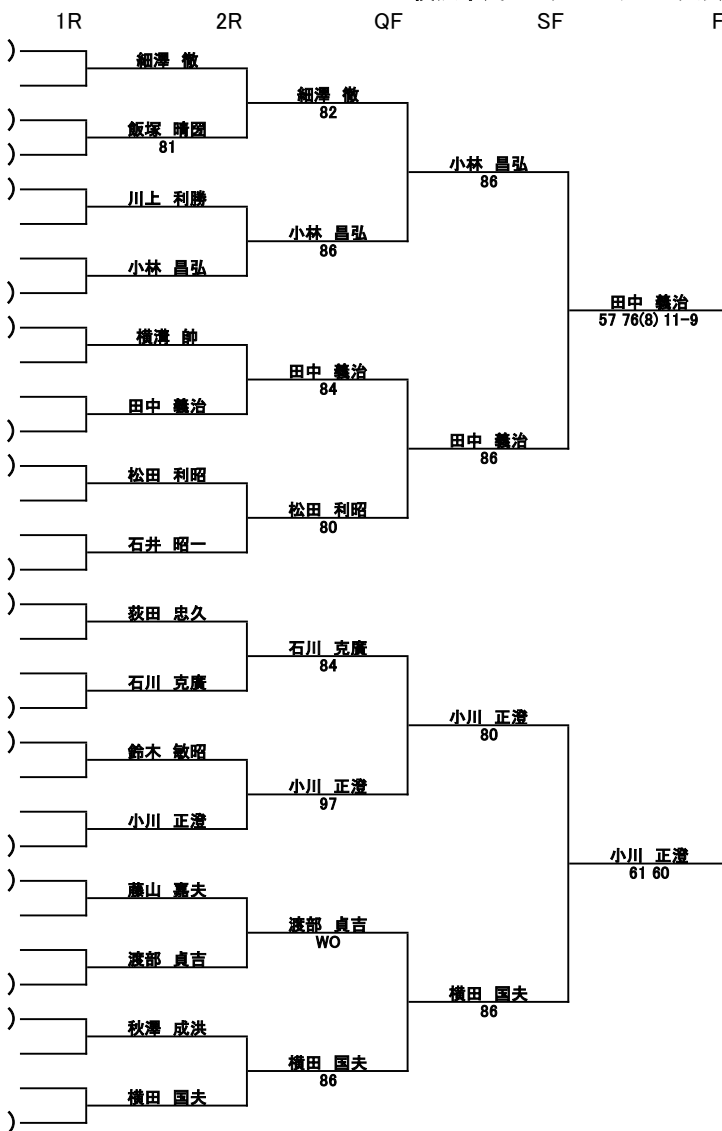 1R 2R QF SF F
)
細澤 徹
細澤 徹
82
)
飯塚 晴圀
81
)
小林 昌弘
86
)
川上 利勝
小林 昌弘
86
小林 昌弘
)
田中 義治
57 76(8) 11-9
)
横溝 帥
田中 義治
84
田中 義治
)
田中 義治
86
)
松田 利昭
松田 利昭
80
石井 昭一
)
)
荻田 忠久
石川 克廣
84
石川 克廣
)
小川 正澄
80
)
鈴木 敏昭
小川 正澄
97
小川 正澄
)
小川 正澄
61 60
)
藤山 嘉夫
渡部 貞吉
WO
渡部 貞吉
)
横田 国夫
86
)
秋澤 成洪
横田 国夫
86
横田 国夫
)